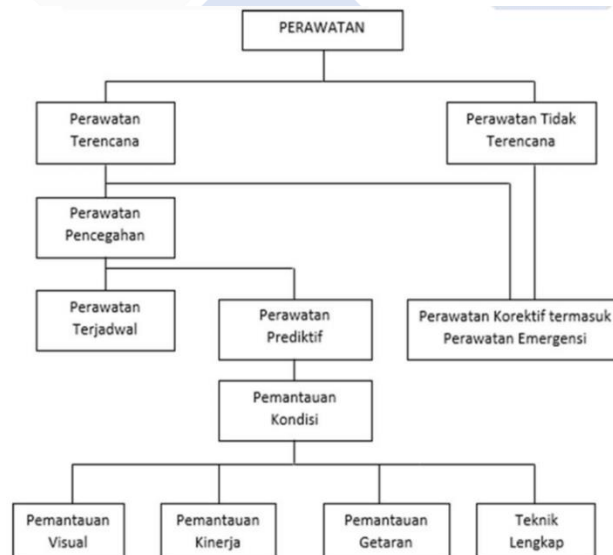 PERAWATAN
Perawatan
Terencana
Perawatan Tidak
Terencana
Perawatan
Pencegahan
Perawatan
Terjadwal
Perawatan
Prediktif
Perawatan Korektif termasuk
Perawatan Emergensi
Pemantauan
Kondisi
Pemantauan
Visual
Pemantauan
Kinerja
Pemantauan
Getaran
Teknik
Lengkap